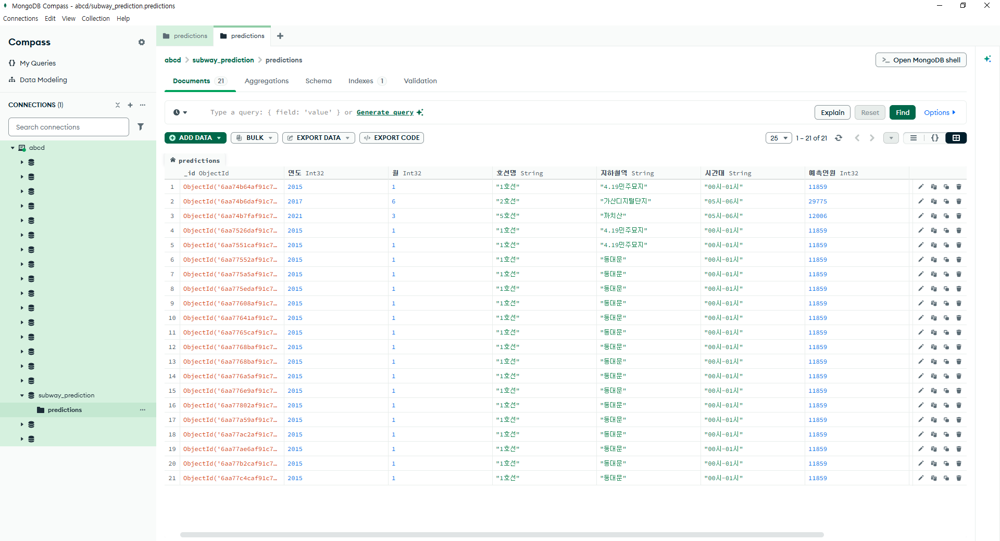 MongoDB Compass - abcd/subway_prediction.predictions
Connections Edit View Collection Help
Compass
My Queries
Data Modeling
CONNECTIONS (1)
Search connections
abcd
subway_prediction
predictions
predictions predictions
abcd > subway_prediction > predictions
Open MongoDB shell
Documents 21 Aggregations Schema Indexes 1 Validation
Type a query: { field: 'value' } or Generate query
Explain Reset Find Options
ADD DATA BULK EXPORT DATA EXPORT CODE
25 1 – 21 of 21
predictions
_id ObjectId 연도 Int32 월 Int32 호선명 String 지하철역 String 시간대 String 예측인원 Int32
1 ObjectId('6aa74b64af91c7… 2015 1 "1호선" "4.19민주묘지" "00시-01시" 11859
2 ObjectId('6aa74b6daf91c7… 2017 6 "2호선" "가산디지털단지" "05시-06시" 29775
3 ObjectId('6aa74b7faf91c7… 2021 3 "5호선" "까치산" "05시-06시" 12006
4 ObjectId('6aa7526daf91c7… 2015 1 "1호선" "4.19민주묘지" "00시-01시" 11859
5 ObjectId('6aa7551caf91c7… 2015 1 "1호선" "4.19민주묘지" "00시-01시" 11859
6 ObjectId('6aa77552af91c7… 2015 1 "1호선" "동대문" "00시-01시" 11859
7 ObjectId('6aa775a5af91c7… 2015 1 "1호선" "동대문" "00시-01시" 11859
8 ObjectId('6aa775edaf91c7… 2015 1 "1호선" "동대문" "00시-01시" 11859
9 ObjectId('6aa77608af91c7… 2015 1 "1호선" "동대문" "00시-01시" 11859
10 ObjectId('6aa77641af91c7… 2015 1 "1호선" "동대문" "00시-01시" 11859
11 ObjectId('6aa7765caf91c7… 2015 1 "1호선" "동대문" "00시-01시" 11859
12 ObjectId('6aa7768baf91c7… 2015 1 "1호선" "동대문" "00시-01시" 11859
13 ObjectId('6aa7768baf91c7… 2015 1 "1호선" "동대문" "00시-01시" 11859
14 ObjectId('6aa776a5af91c7… 2015 1 "1호선" "동대문" "00시-01시" 11859
15 ObjectId('6aa776e9af91c7… 2015 1 "1호선" "동대문" "00시-01시" 11859
16 ObjectId('6aa77802af91c7… 2015 1 "1호선" "동대문" "00시-01시" 11859
17 ObjectId('6aa77a59af91c7… 2015 1 "1호선" "동대문" "00시-01시" 11859
18 ObjectId('6aa77ac2af91c7… 2015 1 "1호선" "동대문" "00시-01시" 11859
19 ObjectId('6aa77ae6af91c7… 2015 1 "1호선" "동대문" "00시-01시" 11859
20 ObjectId('6aa77b2caf91c7… 2015 1 "1호선" "동대문" "00시-01시" 11859
21 ObjectId('6aa77c4caf91c7… 2015 1 "1호선" "동대문" "00시-01시" 11859